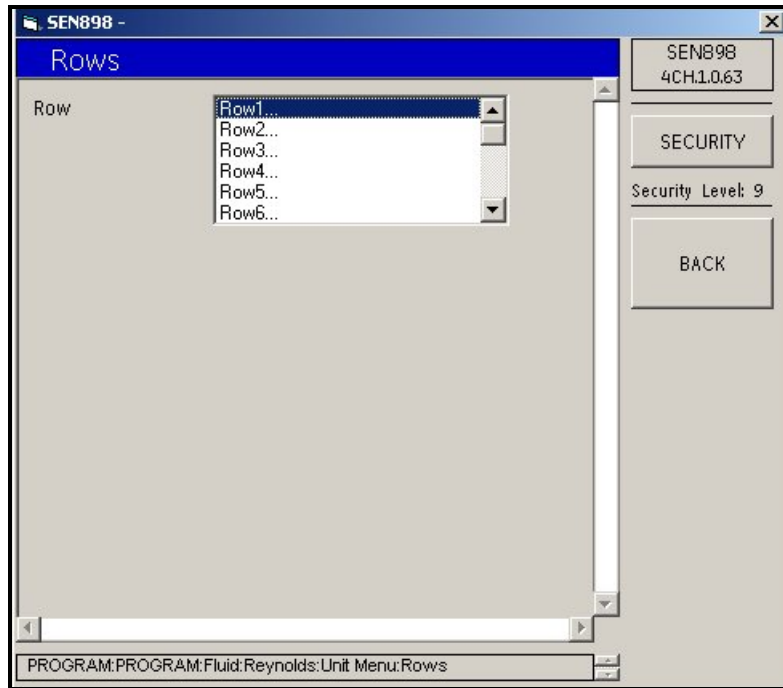 SEN898 -
Rows
SEN898
4CH.1.0.63
Row
Row1...
Row2...
Row3...
Row4...
Row5...
Row6...
SECURITY
Security Level: 9
BACK
PROGRAM:PROGRAM:Fluid:Reynolds:Unit Menu:Rows